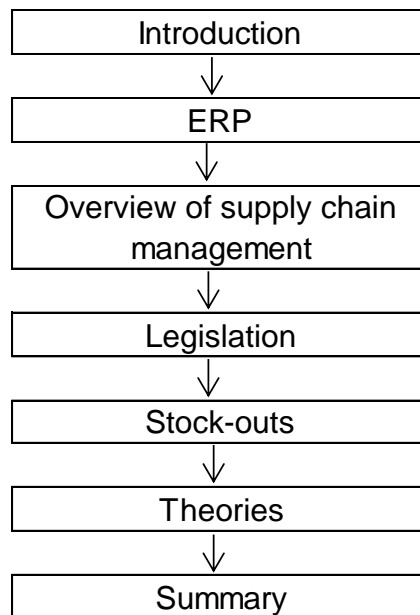 Introduction
ERP
Overview of supply chain
management
Legislation
Stock-outs
Theories
Summary